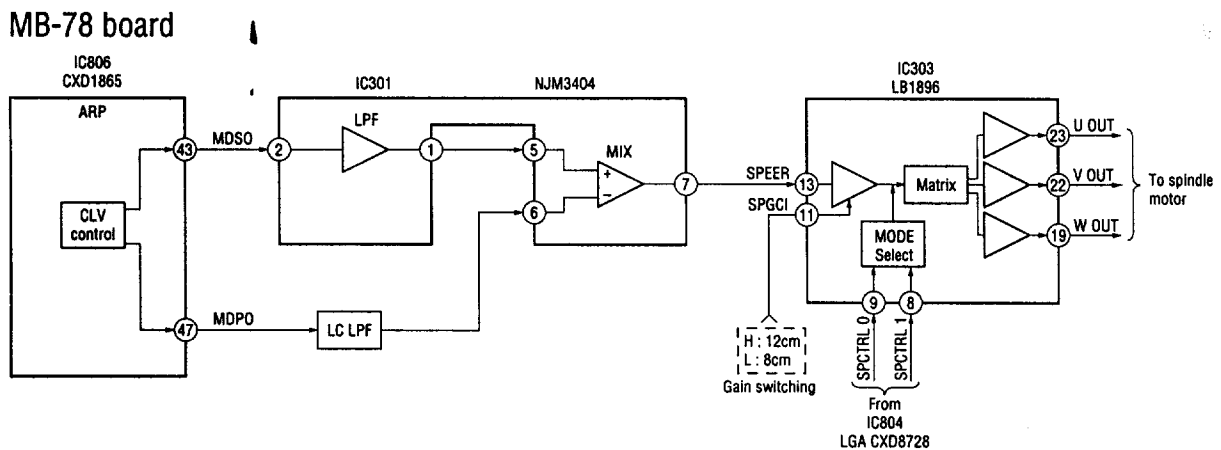 MB-78 board
IC806
CXD1865
ARP
CLV
control
43
MDSO
47
MDPO
LC LPF
IC301
NJM3404
2
LPF
1
5
MIX
+
−
6
7
SPEER
SPGCI
IC303
LB1896
13
11
Matrix
MODE
Select
9
8
23
U OUT
22
V OUT
19
W OUT
To spindle
motor
H : 12cm
L : 8cm
Gain switching
SPCTRL 0
SPCTRL 1
From
IC804
LGA CXD8728